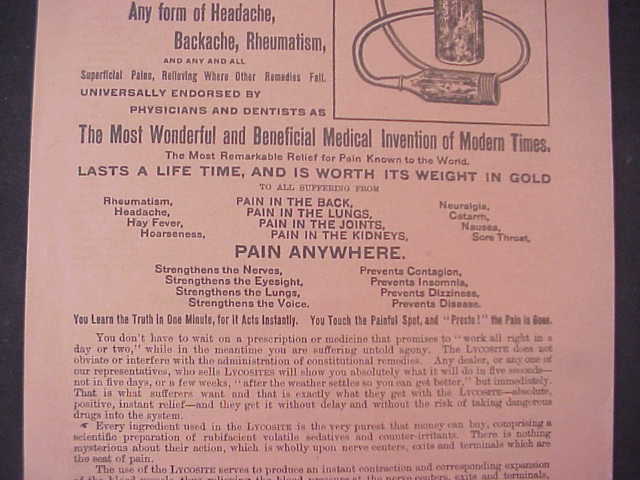 Any form of Headache,
Backache, Rheumatism,
AND ANY AND ALL
Superficial Pains, Relieving Where Other Remedies Fail.
UNIVERSALLY ENDORSED BY
PHYSICIANS AND DENTISTS AS
The Most Wonderful and Beneficial Medical Invention of Modern Times.
The Most Remarkable Relief for Pain Known to the World.
LASTS A LIFE TIME, AND IS WORTH ITS WEIGHT IN GOLD
TO ALL SUFFERING FROM
Rheumatism, PAIN IN THE BACK, Neuralgia,
Headache, PAIN IN THE LUNGS, Catarrh,
Hay Fever, PAIN IN THE JOINTS, Nausea,
Hoarseness, PAIN IN THE KIDNEYS, Sore Throat,
PAIN ANYWHERE.
Strengthens the Nerves, Prevents Contagion,
Strengthens the Eyesight, Prevents Insomnia,
Strengthens the Lungs, Prevents Dizziness,
Strengthens the Voice. Prevents Disease.
You Learn the Truth in One Minute, for it Acts Instantly. You Touch the Painful Spot, and "Presto!" the Pain is Gone.
You don't have to wait on a prescription or medicine that promises to "work all right in
a day or two," while in the meantime you are suffering untold agony. The LYCOSITE does not
obviate or interfere with the administration of constitutional remedies. Any dealer, or any one of
our representatives, who sells LYCOSITES will show you absolutely what it will do in five seconds—
not in five days, or a few weeks, "after the weather settles so you can get better," but immediately.
That is what sufferers want and that is exactly what they get with the LYCOSITE—absolute,
positive, instant relief—and they get it without delay and without the risk of taking dangerous
drugs into the system.
Every ingredient used in the LYCOSITE is the very purest that money can buy, comprising a
scientific preparation of rubifacient volatile sedatives and counter-irritants. There is nothing
mysterious about their action, which is wholly upon nerve centers, exits and terminals which are
the seat of pain.
The use of the LYCOSITE serves to produce an instant contraction and corresponding expansion
of the blood vessels, thus relieving the blood pressure at the nerve centers, exits and terminals,